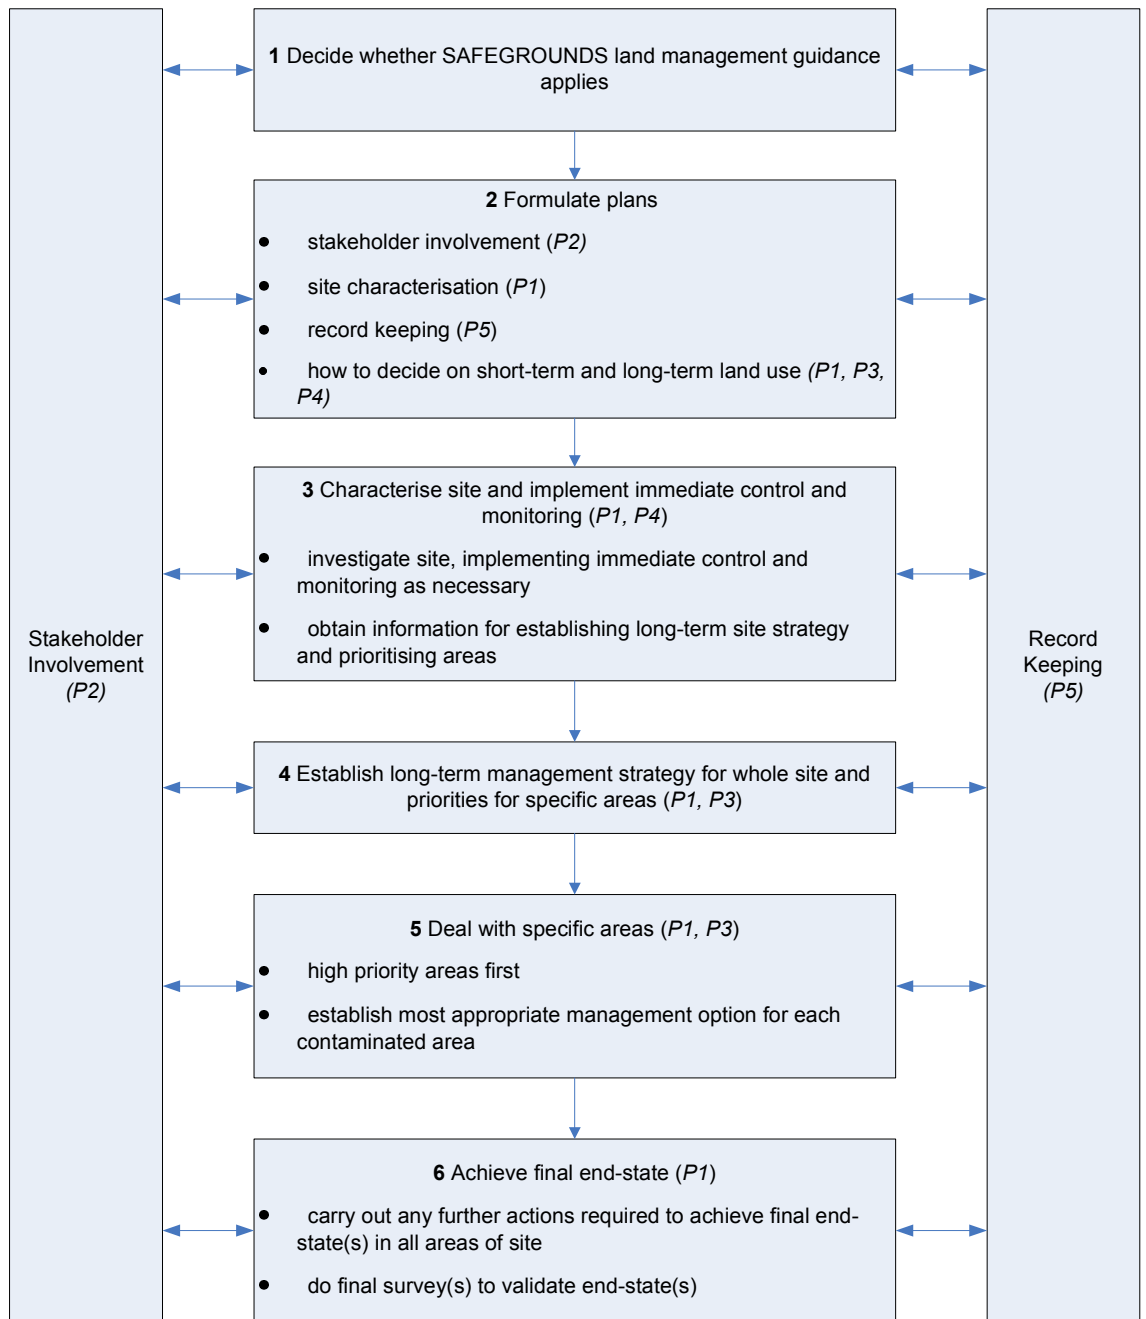 1 Decide whether SAFEGROUNDS land management guidance
applies
2 Formulate plans
• stakeholder involvement (P2)
• site characterisation (P1)
• record keeping (P5)
• how to decide on short-term and long-term land use (P1, P3,
P4)
3 Characterise site and implement immediate control and
monitoring (P1, P4)
• investigate site, implementing immediate control and
monitoring as necessary
• obtain information for establishing long-term site strategy
and prioritising areas
Stakeholder
Involvement
(P2)
Record
Keeping
(P5)
4 Establish long-term management strategy for whole site and
priorities for specific areas (P1, P3)
5 Deal with specific areas (P1, P3)
• high priority areas first
• establish most appropriate management option for each
contaminated area
6 Achieve final end-state (P1)
• carry out any further actions required to achieve final end-
state(s) in all areas of site
• do final survey(s) to validate end-state(s)